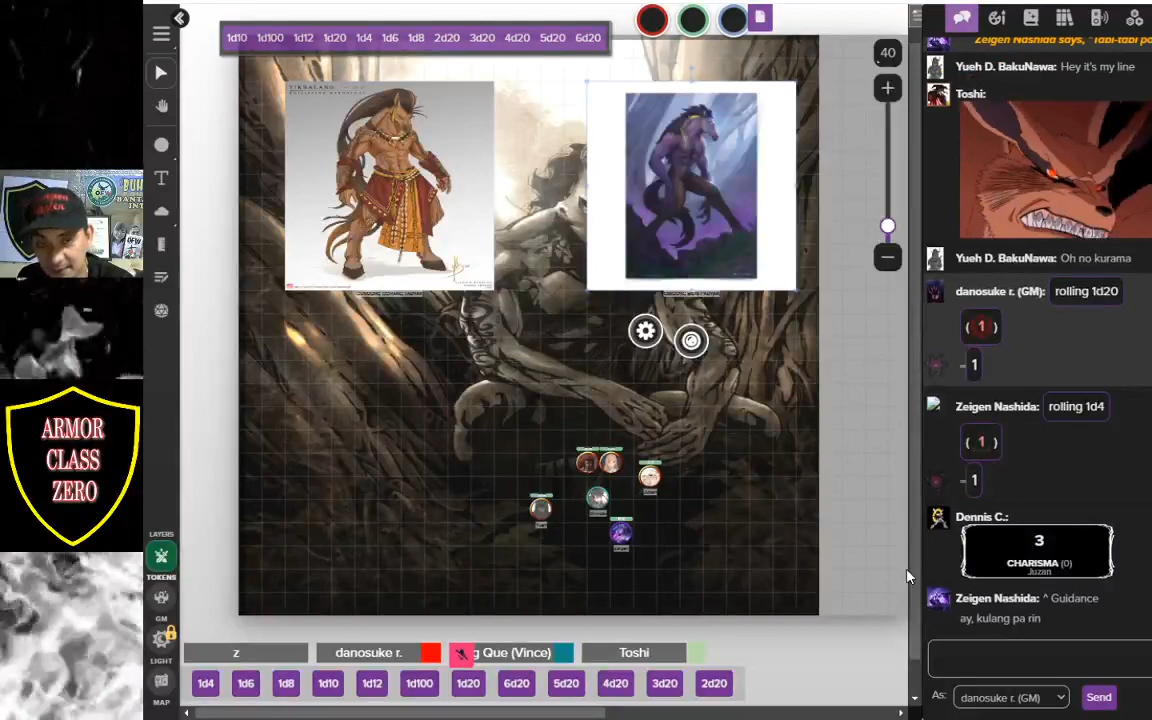 1d10 1d100 1d12 1d20 1d4 1d6 1d8 2d20 3d20 4d20 5d20 6d20
40
Zeigen Nashida says, "Tabi-tabi po
Yueh D. BakuNawa: Hey it's my line
Toshi:
TIKBALANG
Yueh D. BakuNawa: Oh no kurama
danosuke r. (GM): rolling 1d20
( 1 )
= 1
Zeigen Nashida: rolling 1d4
( 1 )
= 1
ARMOR
CLASS
ZERO
Dennis C.:
3
CHARISMA (0)
Juzan
LAYERS
TOKENS
GM
LIGHT
MAP
Zeigen Nashida: ^ Guidance
ay, kulang pa rin
z danosuke r. g Que (Vince) Toshi
1d4 1d6 1d8 1d10 1d12 1d100 1d20 6d20 5d20 4d20 3d20 2d20
As: danosuke r. (GM) Send